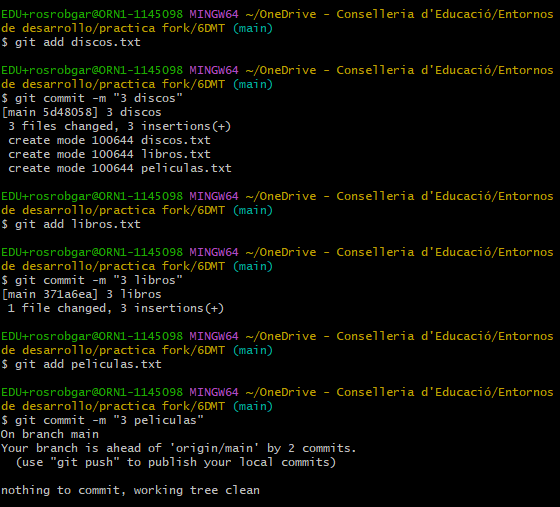 EDU+rosrobgar@ORN1-1145098 MINGW64 ~/OneDrive - Conselleria d'Educació/Entornos
de desarrollo/practica fork/6DMT (main)
$ git add discos.txt
EDU+rosrobgar@ORN1-1145098 MINGW64 ~/OneDrive - Conselleria d'Educació/Entornos
de desarrollo/practica fork/6DMT (main)
$ git commit -m "3 discos"
[main 5d48058] 3 discos
 3 files changed, 3 insertions(+)
 create mode 100644 discos.txt
 create mode 100644 libros.txt
 create mode 100644 peliculas.txt
EDU+rosrobgar@ORN1-1145098 MINGW64 ~/OneDrive - Conselleria d'Educació/Entornos
de desarrollo/practica fork/6DMT (main)
$ git add libros.txt
EDU+rosrobgar@ORN1-1145098 MINGW64 ~/OneDrive - Conselleria d'Educació/Entornos
de desarrollo/practica fork/6DMT (main)
$ git commit -m "3 libros"
[main 371a6ea] 3 libros
 1 file changed, 3 insertions(+)
EDU+rosrobgar@ORN1-1145098 MINGW64 ~/OneDrive - Conselleria d'Educació/Entornos
de desarrollo/practica fork/6DMT (main)
$ git add peliculas.txt
EDU+rosrobgar@ORN1-1145098 MINGW64 ~/OneDrive - Conselleria d'Educació/Entornos
de desarrollo/practica fork/6DMT (main)
$ git commit -m "3 peliculas"
On branch main
Your branch is ahead of 'origin/main' by 2 commits.
  (use "git push" to publish your local commits)
nothing to commit, working tree clean